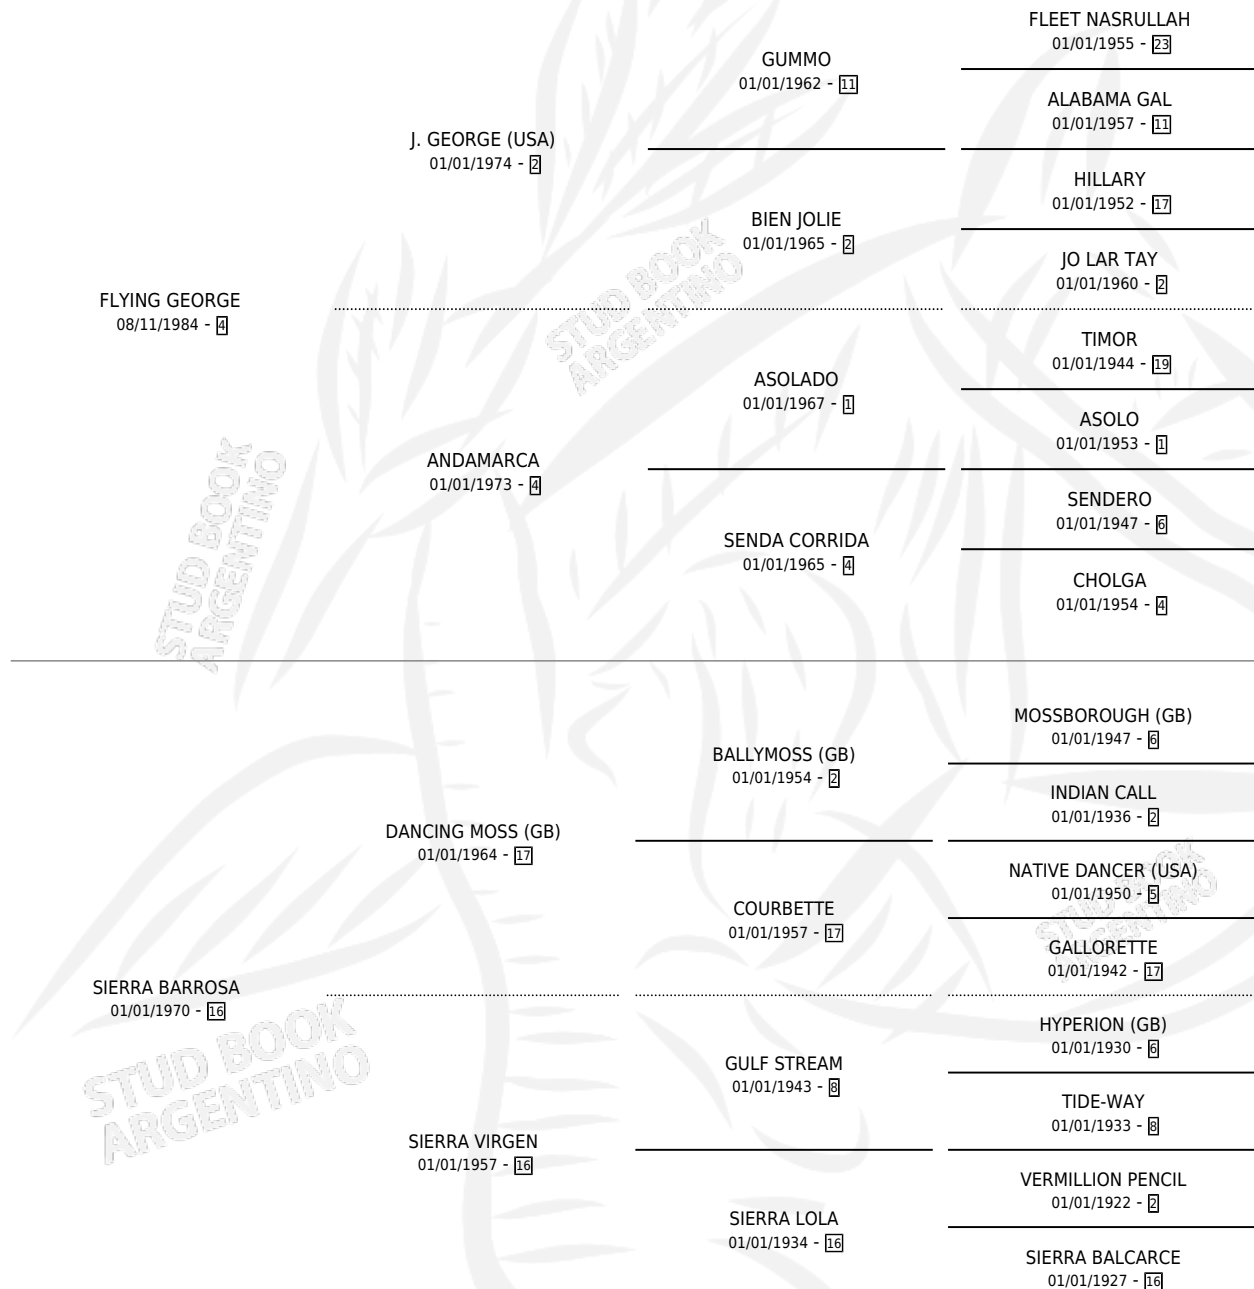 FLEET NASRULLAH
01/01/1955 - 23
GUMMO
01/01/1962 - 11
ALABAMA GAL
01/01/1957 - 11
J. GEORGE (USA)
01/01/1974 - 2
HILLARY
01/01/1952 - 17
BIEN JOLIE
01/01/1965 - 2
JO LAR TAY
01/01/1960 - 2
FLYING GEORGE
08/11/1984 - 4
TIMOR
01/01/1944 - 19
ASOLADO
01/01/1967 - 1
ASOLO
01/01/1953 - 1
ANDAMARCA
01/01/1973 - 4
SENDERO
01/01/1947 - 6
SENDA CORRIDA
01/01/1965 - 4
CHOLGA
01/01/1954 - 4
MOSSBOROUGH (GB)
01/01/1947 - 6
BALLYMOSS (GB)
01/01/1954 - 2
INDIAN CALL
01/01/1936 - 2
DANCING MOSS (GB)
01/01/1964 - 17
NATIVE DANCER (USA)
01/01/1950 - 5
COURBETTE
01/01/1957 - 17
GALLORETTE
01/01/1942 - 17
SIERRA BARROSA
01/01/1970 - 16
HYPERION (GB)
01/01/1930 - 6
GULF STREAM
01/01/1943 - 8
TIDE-WAY
01/01/1933 - 8
SIERRA VIRGEN
01/01/1957 - 16
VERMILLION PENCIL
01/01/1922 - 2
SIERRA LOLA
01/01/1934 - 16
SIERRA BALCARCE
01/01/1927 - 16
STUD BOOK
ARGENTINO
STUD BOOK
ARGENTINO
STUD BOOK
ARGENTINO
STUD BOOK
ARGENTINO